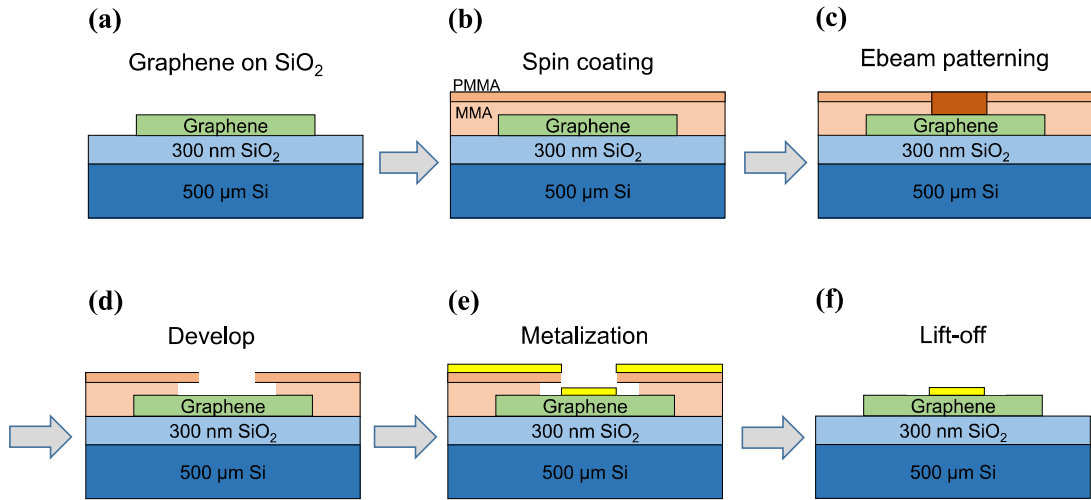 (a)
Graphene on SiO₂
Graphene
300 nm SiO₂
500 µm Si
(b)
Spin coating
PMMA
MMA
Graphene
300 nm SiO₂
500 µm Si
(c)
Ebeam patterning
Graphene
300 nm SiO₂
500 µm Si
(d)
Develop
Graphene
300 nm SiO₂
500 µm Si
(e)
Metalization
Graphene
300 nm SiO₂
500 µm Si
(f)
Lift-off
Graphene
300 nm SiO₂
500 µm Si